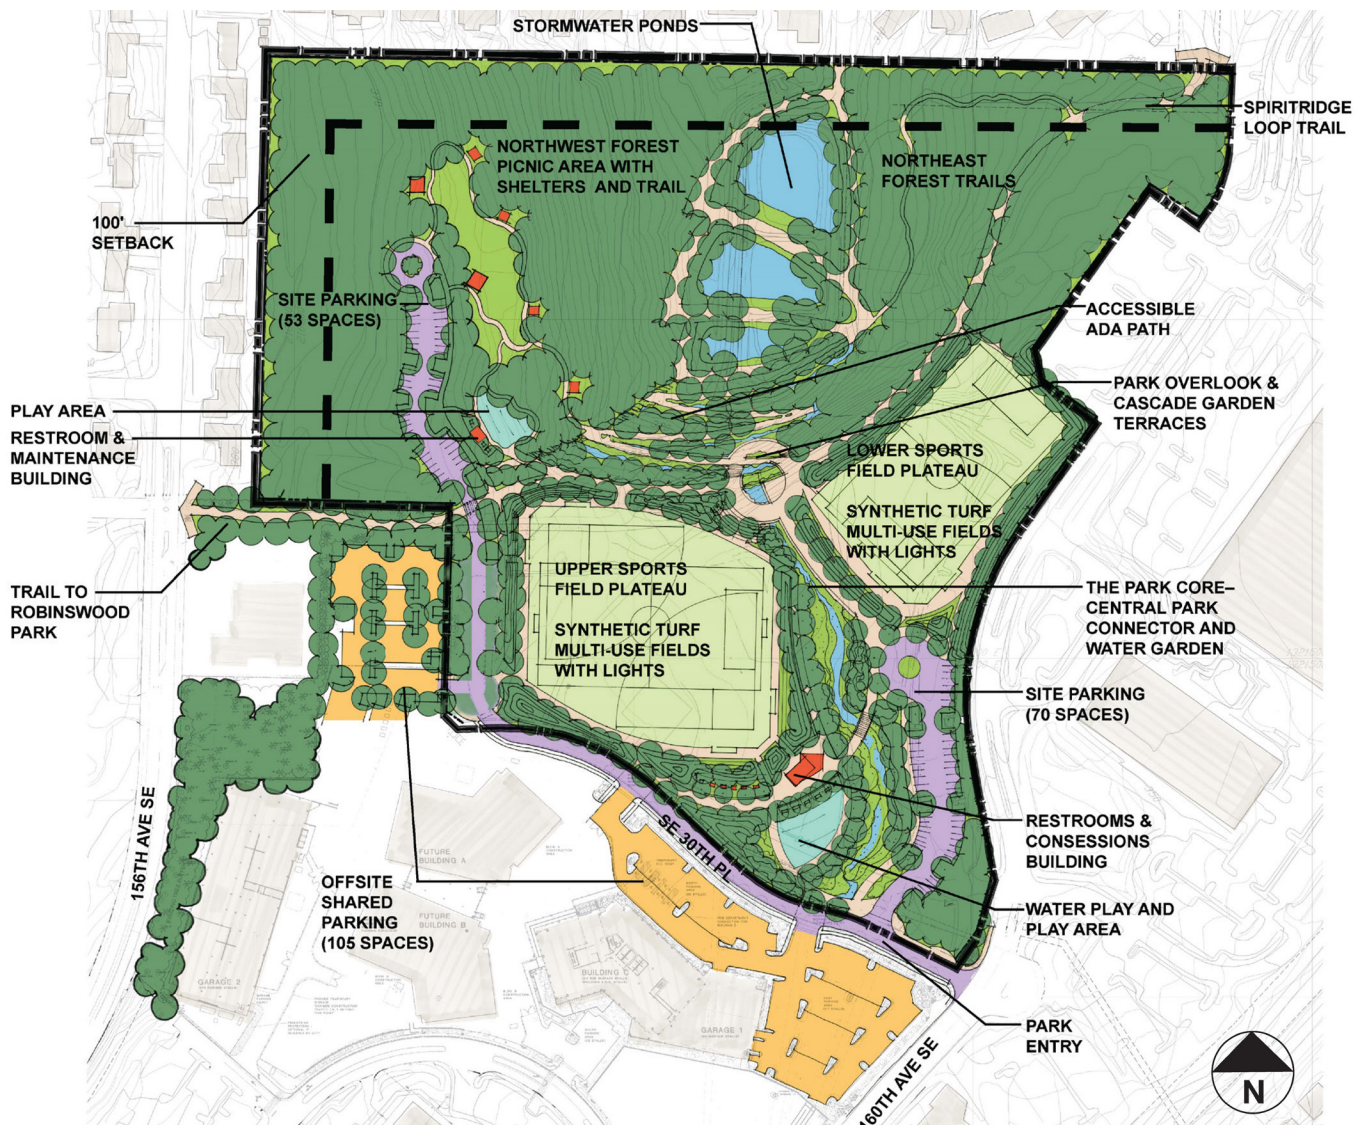 STORMWATER PONDS
SPIRITRIDGE
LOOP TRAIL
NORTHWEST FOREST
PICNIC AREA WITH
SHELTERS AND TRAIL
NORTHEAST
FOREST TRAILS
100'
SETBACK
SITE PARKING
(53 SPACES)
ACCESSIBLE
ADA PATH
PARK OVERLOOK &
CASCADE GARDEN
TERRACES
PLAY AREA
RESTROOM &
MAINTENANCE
BUILDING
LOWER SPORTS
FIELD PLATEAU
SYNTHETIC TURF
MULTI-USE FIELDS
WITH LIGHTS
UPPER SPORTS
FIELD PLATEAU
SYNTHETIC TURF
MULTI-USE FIELDS
WITH LIGHTS
TRAIL TO
ROBINSWOOD
PARK
THE PARK CORE–
CENTRAL PARK
CONNECTOR AND
WATER GARDEN
SITE PARKING
(70 SPACES)
156TH AVE SE
SE 30TH PL
RESTROOMS &
CONSESSIONS
BUILDING
FUTURE
BUILDING A
OFFSITE
SHARED
PARKING
(105 SPACES)
FUTURE
BUILDING B
WATER PLAY AND
PLAY AREA
BUILDING C
GARAGE 2
GARAGE 1
PARK
ENTRY
160TH AVE SE
N